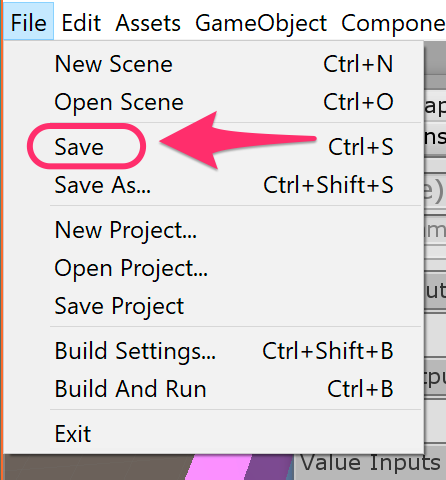 File Edit Assets GameObject Compone
New Scene Ctrl+N
Open Scene Ctrl+O
Save Ctrl+S
Save As... Ctrl+Shift+S
New Project...
Open Project...
Save Project
Build Settings... Ctrl+Shift+B
Build And Run Ctrl+B
Exit
Value Inputs